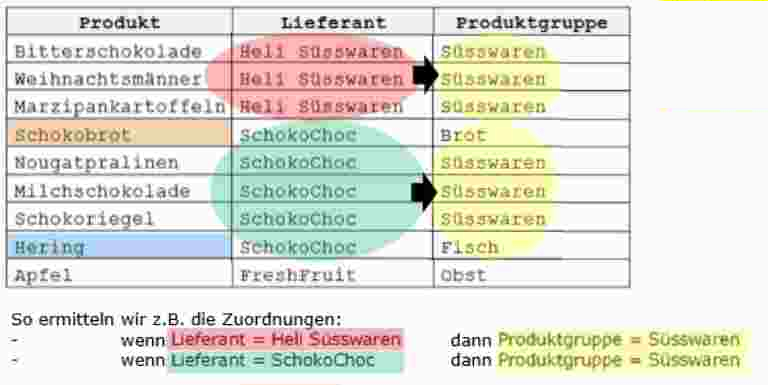 Produkt Lieferant Produktgruppe
Bitterschokolade Heli Süsswaren Süsswaren
Weihnachtsmänner Heli Süsswaren Süsswaren
Marzipankartoffeln Heli Süsswaren Süsswaren
Schokobrot SchokoChoc Brot
Nougatpralinen SchokoChoc Süsswaren
Milchschokolade SchokoChoc Süsswaren
Schokoriegel SchokoChoc Süsswaren
Hering SchokoChoc Fisch
Apfel FreshFruit Obst
So ermitteln wir z.B. die Zuordnungen:
- wenn Lieferant = Heli Süsswaren dann Produktgruppe = Süsswaren
- wenn Lieferant = SchokoChoc dann Produktgruppe = Süsswaren